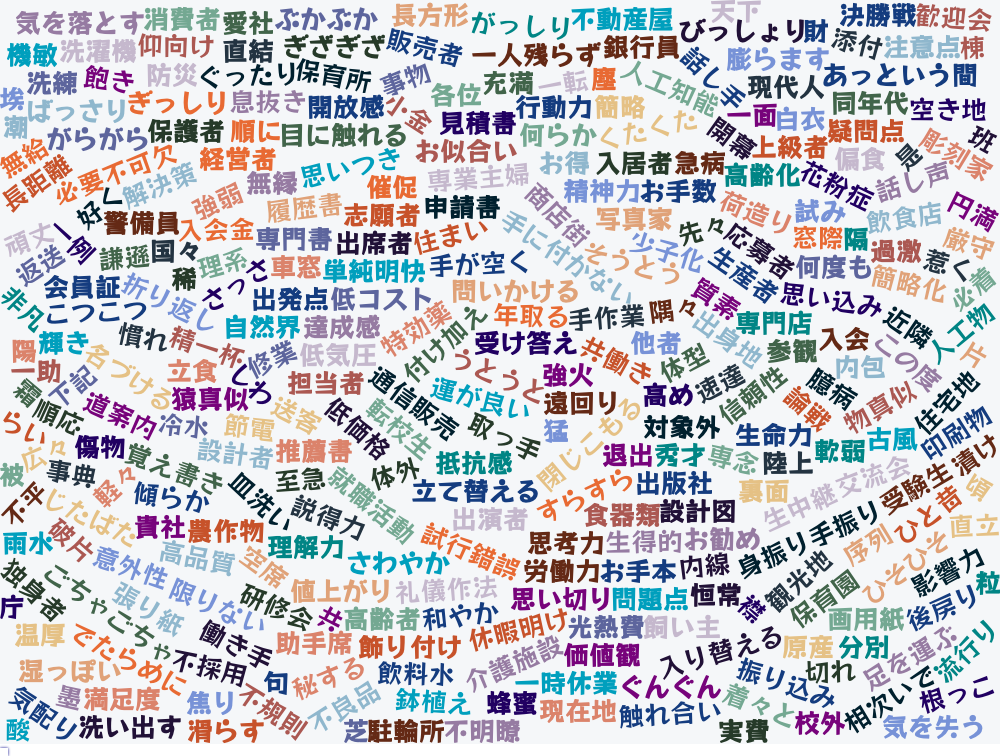 気を落とす 消費者 愛社 ぷかぷか 長方形 がっしり 不動産屋 天下 びっしょり 財 決勝戦 歓迎会
機敏 洗濯機 仰向け 直結 ぎざぎざ 販売者 一人残らず 銀行員 話し手 膨らます 添付 注意点 棟
洗練 飽き 防災 ぐったり 保育所 事物 各位 充満 一転 塵 人工知能 現代人 あっという間
埃 ばっさり ぎっしり 息抜き 開放感 行動力 簡略 一面 白衣 同年代 空き地
潮 がらがら 保護者 順に 目に触れる 見積書 何らか くたくた 開幕 上級者 疑問点 彫刻家 班
無給 長距離 必要不可欠 経営者 思いつき お似合い お得 入居者 急病 高齢化 偏食
好く 解決策 強弱 無縁 催促 専業主婦 商店街 精神力 お手数 花粉症 話し声 円満
頑丈 一例 警備員 入会金 履歴書 志願者 申請書 写真家 荷造り 試み 飲食店
返送 謙遜 国々 専門書 出席者 住まい 手に付かない そうとう 少子化 先々 応募者 窓際 隔 過激 厳守
会員証 稀 理系 さっさ 車窓 単純明快 手が空く 生産者 何度も 惹く 簡略化 必着
非凡 こつこつ 折り返し 出発点 低コスト 問いかける 質素 思い込み 近隣 人工物
慣れ 精一杯 自然界 達成感 特効薬 付け加え 年取る 手作業 隅々 出身地 専門店 入会 この度 片
陽 輝き 名づける 修業 低気圧 受け答え 共働き 他者 体型 参観 内包
一助 下記 立食 担当者 うとうと 強火 速達 信頼性 臆病 物真似 住宅地
霜 順応 道案内 猿真似 送客 低価格 通信販売 運が良い 遠回り 高め 論戦 印刷物
広々 冷水 節電 転校生 取っ手 猛 閉じこもる 対象外 生命力 軟弱 古風
傷物 覚え書き 設計者 推薦書 体外 抵抗感 退出 秀才 専念 陸上 漬け
被 事典 軽々 傾らか 皿洗い 至急 就職活動 立て替える すらすら 出版社 裏面 生中継 交流会 受験生
不平 じたばた 貴社 農作物 説得力 出演者 食器類 設計図 手振り ひと昔 直立
雨水 破片 意外性 高品質 空席 理解力 さわやか 試行錯誤 思考力 生得的 お勧め 身振り 序列 ひそひそ 影響力
独身者 ごちゃごちゃ 張り紙 限りない 研修会 値上がり 礼儀作法 労働力 お手本 内線 観光地 保育園 粒
庁 共 高齢者 和やか 思い切り 問題点 恒常 襟 画用紙 後戻り
温厚 でたらめに 働き手 助手席 飾り付け 休暇明け 光熱費 飼い主 入り替える 原産 分別 足を運ぶ 流行り
湿っぽい 不採用 句 秘する 飲料水 介護施設 価値観 振り込み 切れ 根っこ
気配り 墨 満足度 焦り 不規則 不良品 鉢植え 蜂蜜 一時休業 ぐんぐん 着々と 相次いで
酸 洗い出す 滑らす 芝 駐輪所 不明瞭 現在地 触れ合い 実費 校外 気を失う